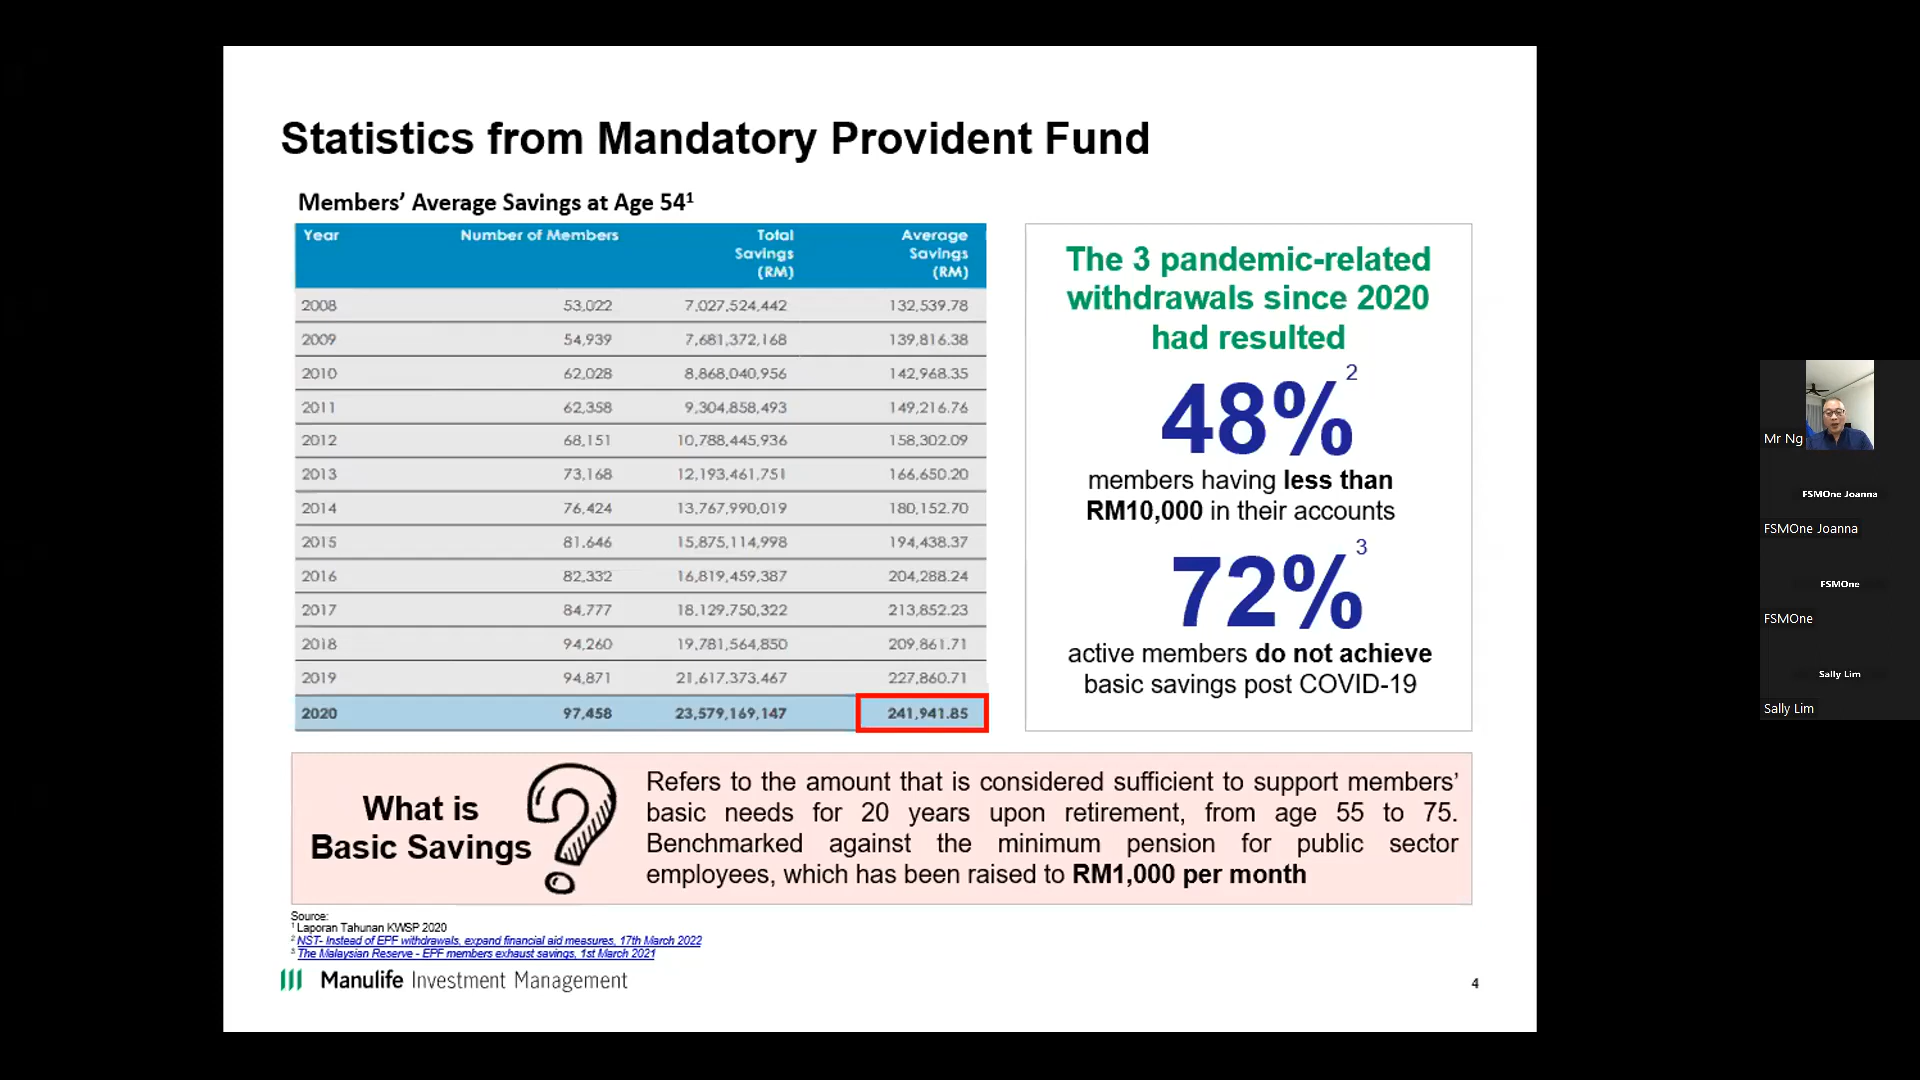 Statistics from Mandatory Provident Fund
Members’ Average Savings at Age 54¹
Year Number of Members Total Savings (RM) Average Savings (RM)
2008 53,022 7,027,524,442 132,539.78
2009 54,939 7,681,372,168 139,816.38
2010 62,028 8,868,040,956 142,968.35
2011 62,358 9,304,858,493 149,216.76
2012 68,151 10,788,445,936 158,302.09
2013 73,168 12,193,461,751 166,650.20
2014 76,424 13,767,990,019 180,152.70
2015 81,646 15,875,114,998 194,438.37
2016 82,332 16,819,459,387 204,288.24
2017 84,777 18,129,750,322 213,852.23
2018 94,260 19,781,564,850 209,861.71
2019 94,871 21,617,373,467 227,860.71
2020 97,458 23,579,169,147 241,941.85
The 3 pandemic-related
withdrawals since 2020
had resulted
48%²
members having less than
RM10,000 in their accounts
72%³
active members do not achieve
basic savings post COVID-19
What is
Basic Savings
?
Refers to the amount that is considered sufficient to support members’
basic needs for 20 years upon retirement, from age 55 to 75.
Benchmarked against the minimum pension for public sector
employees, which has been raised to RM1,000 per month
Source:
¹ Laporan Tahunan KWSP 2020
² NST- Instead of EPF withdrawals, expand financial aid measures, 17th March 2022
³ The Malaysian Reserve - EPF members exhaust savings, 1st March 2021
Manulife Investment Management
4
Mr Ng
FSMOne Joanna
FSMOne Joanna
FSMOne
FSMOne
Sally Lim
Sally Lim